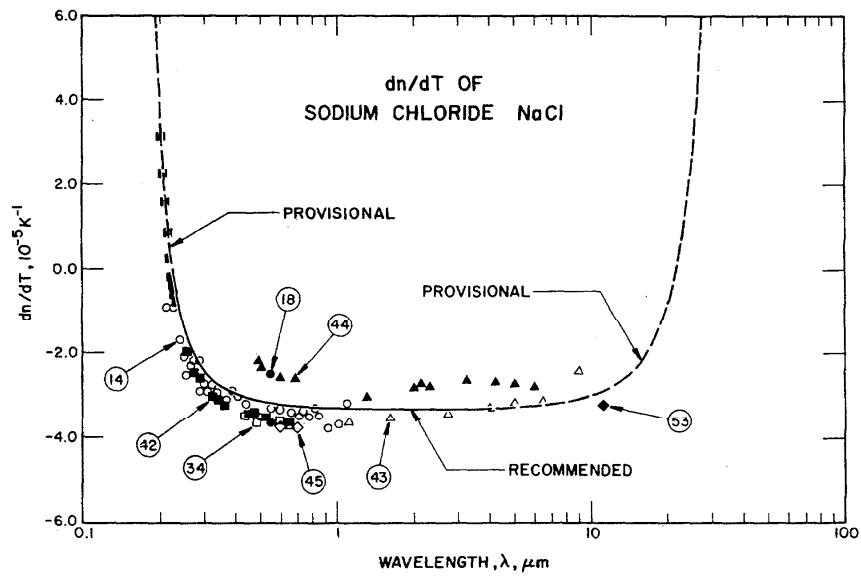 6.0
4.0
2.0
0.0
-2.0
-4.0
-6.0
dn/dT, 10⁻⁵K⁻¹
dn/dT OF
SODIUM CHLORIDE NaCl
PROVISIONAL
PROVISIONAL
18
44
14
42
34
45
43
53
RECOMMENDED
0.1
1
10
100
WAVELENGTH, λ, μm